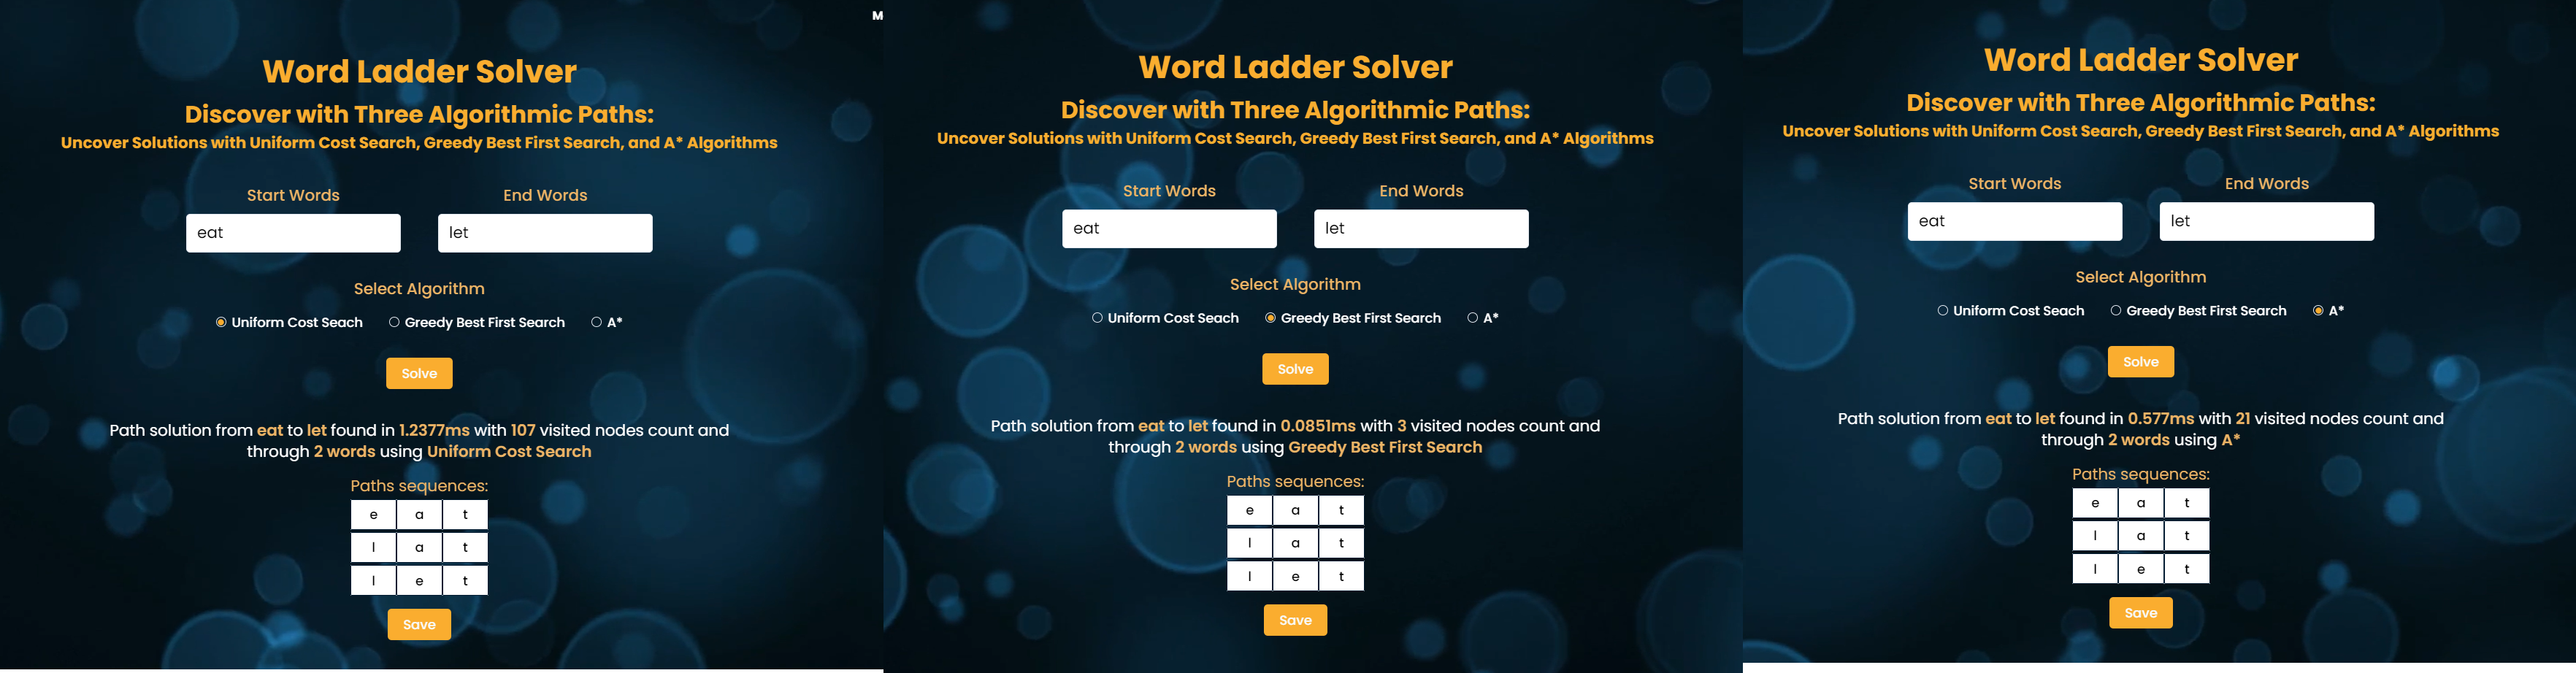 M
Word Ladder Solver
Discover with Three Algorithmic Paths:
Uncover Solutions with Uniform Cost Search, Greedy Best First Search, and A* Algorithms
Start Words End Words
eat let
Select Algorithm
Uniform Cost Seach Greedy Best First Search A*
Solve
Path solution from eat to let found in 1.2377ms with 107 visited nodes count and
through 2 words using Uniform Cost Search
Paths sequences:
e a t
l a t
l e t
Save
Word Ladder Solver
Discover with Three Algorithmic Paths:
Uncover Solutions with Uniform Cost Search, Greedy Best First Search, and A* Algorithms
Start Words End Words
eat let
Select Algorithm
Uniform Cost Seach Greedy Best First Search A*
Solve
Path solution from eat to let found in 0.0851ms with 3 visited nodes count and
through 2 words using Greedy Best First Search
Paths sequences:
e a t
l a t
l e t
Save
Word Ladder Solver
Discover with Three Algorithmic Paths:
Uncover Solutions with Uniform Cost Search, Greedy Best First Search, and A* Algorithms
Start Words End Words
eat let
Select Algorithm
Uniform Cost Seach Greedy Best First Search A*
Solve
Path solution from eat to let found in 0.577ms with 21 visited nodes count and
through 2 words using A*
Paths sequences:
e a t
l a t
l e t
Save